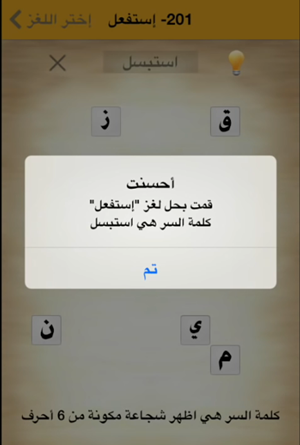 201- إستفعل
إختر اللغز
استبسل
ق
ز
أحسنت
قمت بحل لغز "إستفعل"
كلمة السر هي استبسل
تم
ي
ن
م
كلمة السر هي اظهر شجاعة مكونة من 6 أحرف